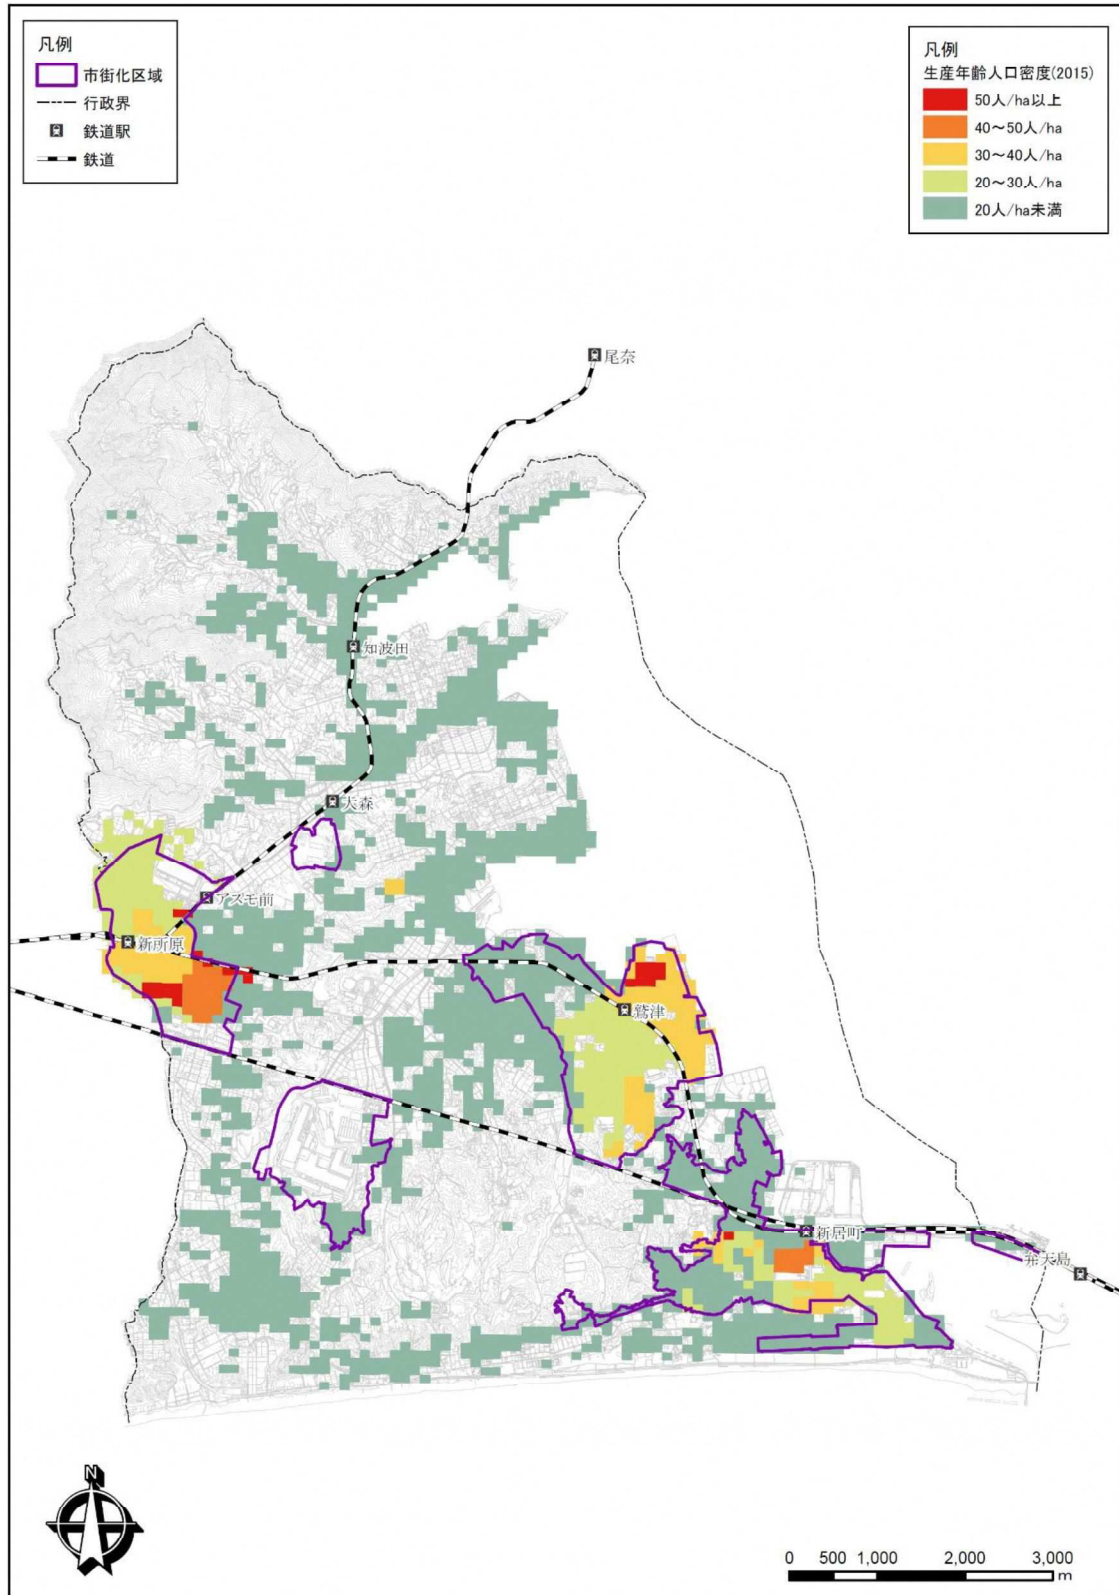 凡例
市街化区域
行政界
鉄道駅
鉄道
凡例
生産年齢人口密度(2015)
50人/ha以上
40～50人/ha
30～40人/ha
20～30人/ha
20人/ha未満
尾奈
知波田
大森
アスモ前
新所原
鷲津
新居町
弁天島
N
0 500 1,000 2,000 3,000
m